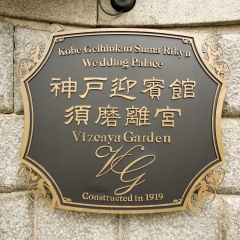 Kobe Geihinkan Suma Rikyu
Wedding Palace
神戸迎賓館
須磨離宮
Vizcaya Garden
VG
Constructed in 1919